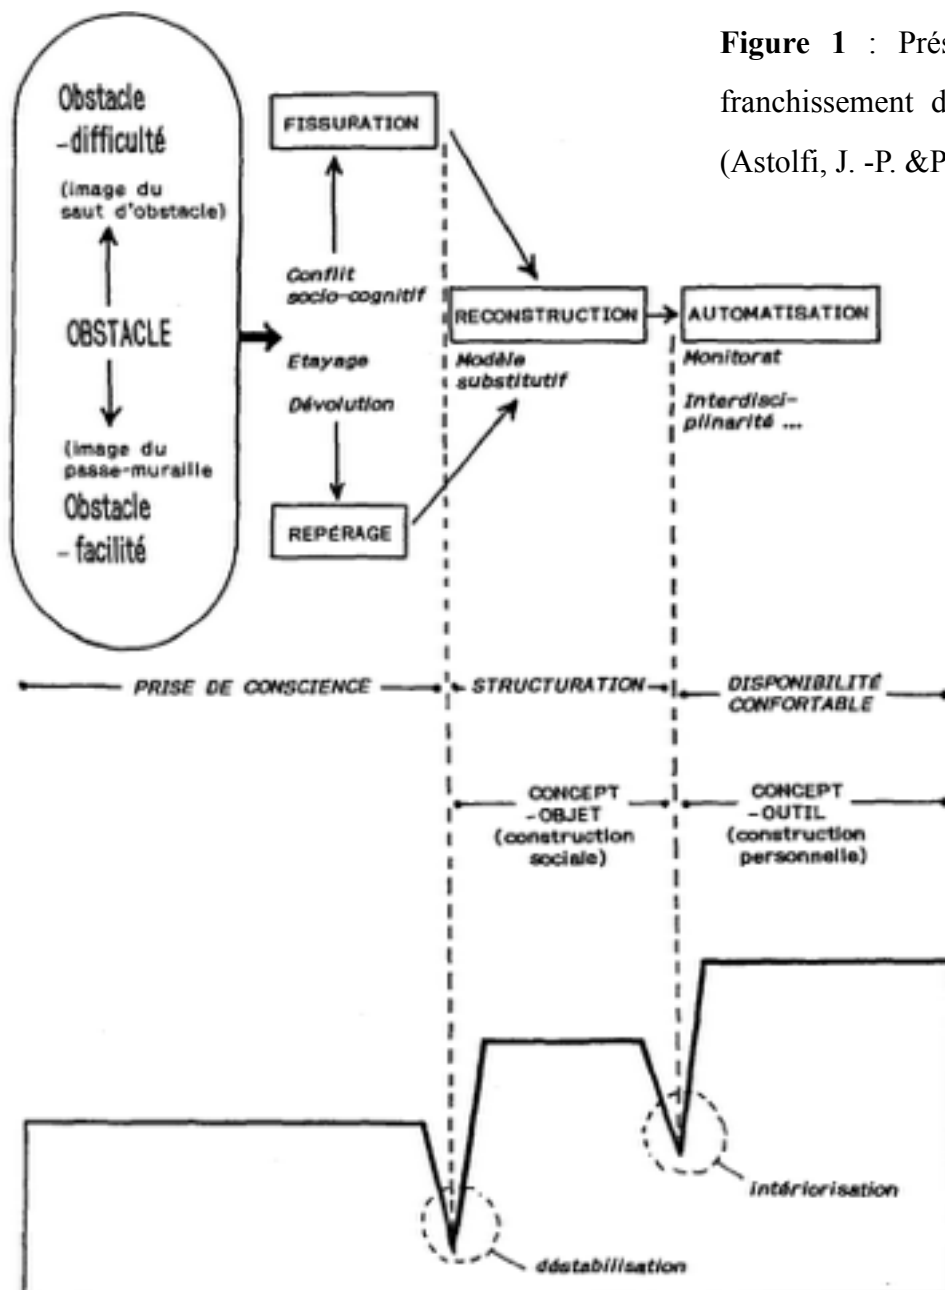 Figure 1 : Prés
franchissement d
(Astolfi, J. -P. &P
Obstacle
-difficulté
(image du
saut d'obstacle)
OBSTACLE
(image du
passe-muraille
Obstacle
- facilité
FISSURATION
Conflit
socio-cognitif
Etayage
Dévolution
REPÉRAGE
RECONSTRUCTION
Modèle
substitutif
AUTOMATISATION
Monitorat
Interdisci-
plinarité ...
PRISE DE CONSCIENCE
STRUCTURATION
DISPONIBILITÉ
CONFORTABLE
CONCEPT
-OBJET
(construction
sociale)
CONCEPT
-OUTIL
(construction
personnelle)
intériorisation
déstabilisation